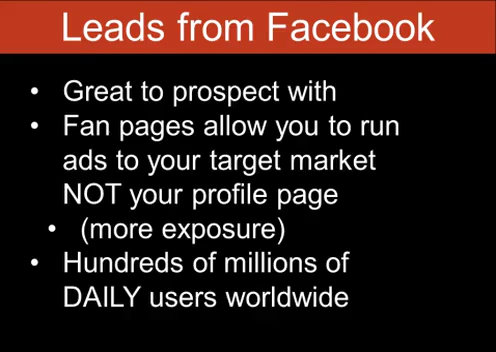 Leads from Facebook
• Great to prospect with
• Fan pages allow you to run
ads to your target market
NOT your profile page
• (more exposure)
• Hundreds of millions of
DAILY users worldwide